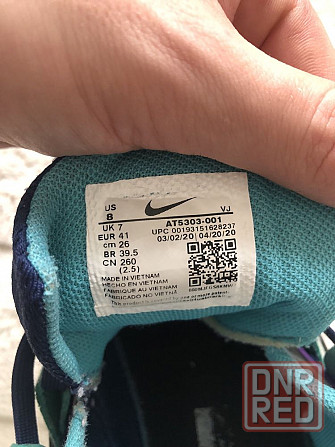 US
8
VJ
UK 7
AT5303-001
EUR 41
UPC 00193151628237
cm 26
03/02/20
04/20/20
BR 39.5
CN 260
(2.5)
MADE IN VIETNAM
HECHO EN VIETNAM
FABRIQUÉ AU VIETNAM
FABRICADO NO VIETNÃ
DNR
RED